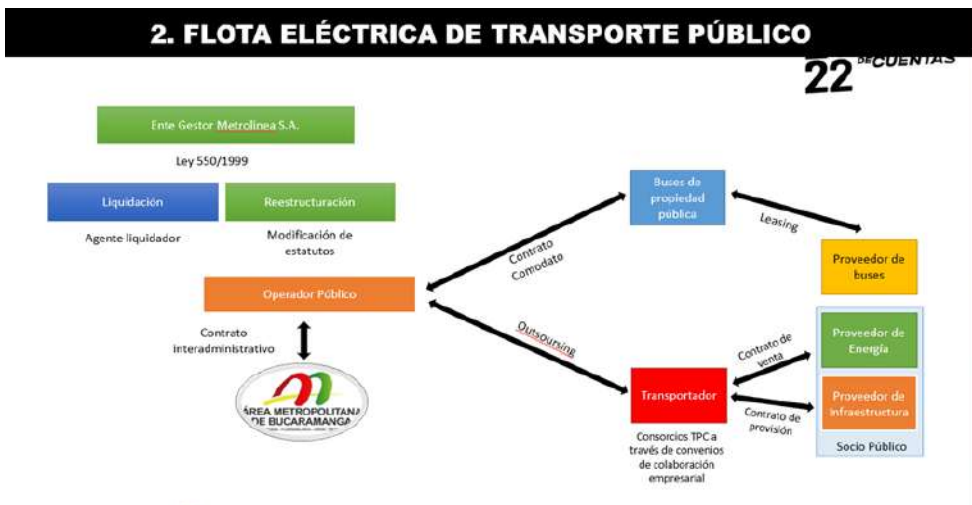 2. FLOTA ELÉCTRICA DE TRANSPORTE PÚBLICO
22 DE CUENTAS
Ente Gestor Metrolinea S.A.
Ley 550/1999
Liquidación
Reestructuración
Agente liquidador
Modificación de
estatutos
Operador Público
Contrato
interadministrativo
ÁREA METROPOLITANA
DE BUCARAMANGA
Contrato
Comodato
Outsoursing
Buses de
propiedad
pública
Leasing
Proveedor de
buses
Transportador
Consorcios TPC a
través de convenios
de colaboración
empresarial
Contrato de
venta
Contrato de
provisión
Proveedor de
Energía
Proveedor de
infraestructura
Socio Público